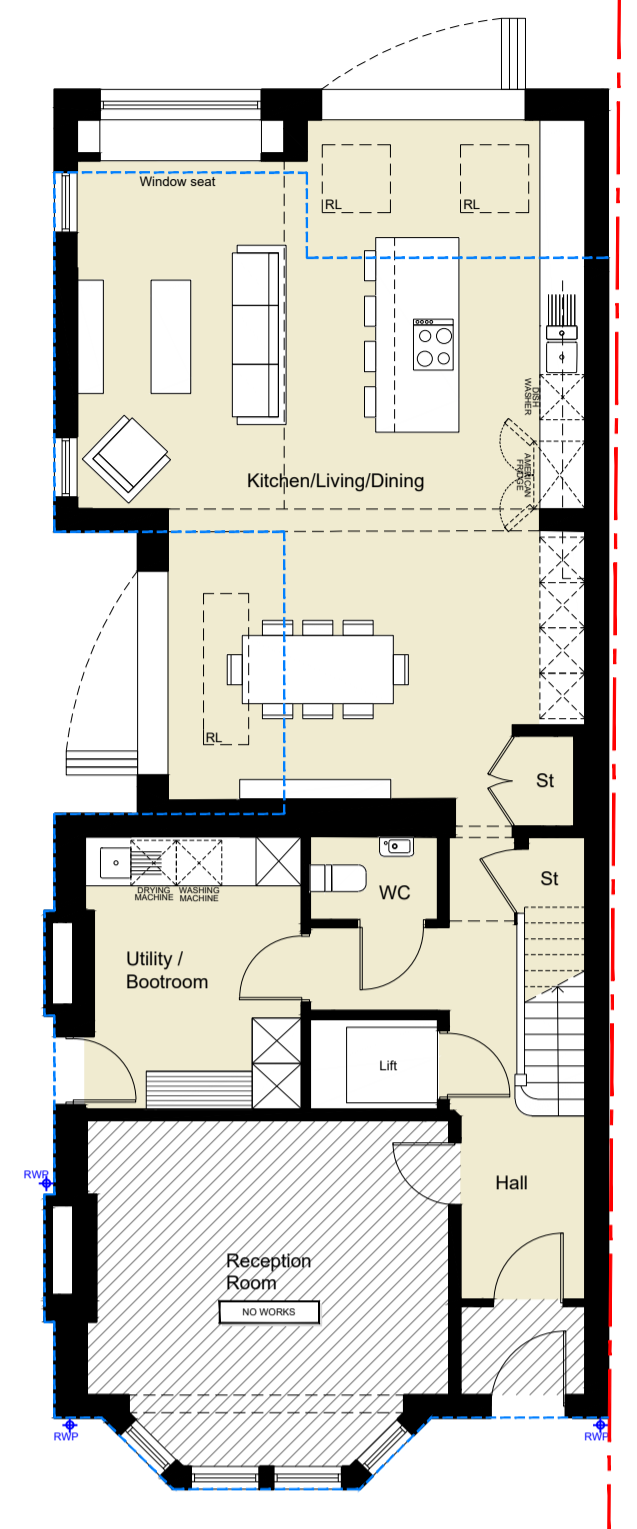 Window seat
RL
RL
DISH
WASHER
AMERICAN
FRIDGE
Kitchen/Living/Dining
RL
St
St
WC
DRYING
MACHINE
WASHING
MACHINE
Utility /
Bootroom
Lift
RWP
Hall
Reception
Room
NO WORKS
RWP
RWP